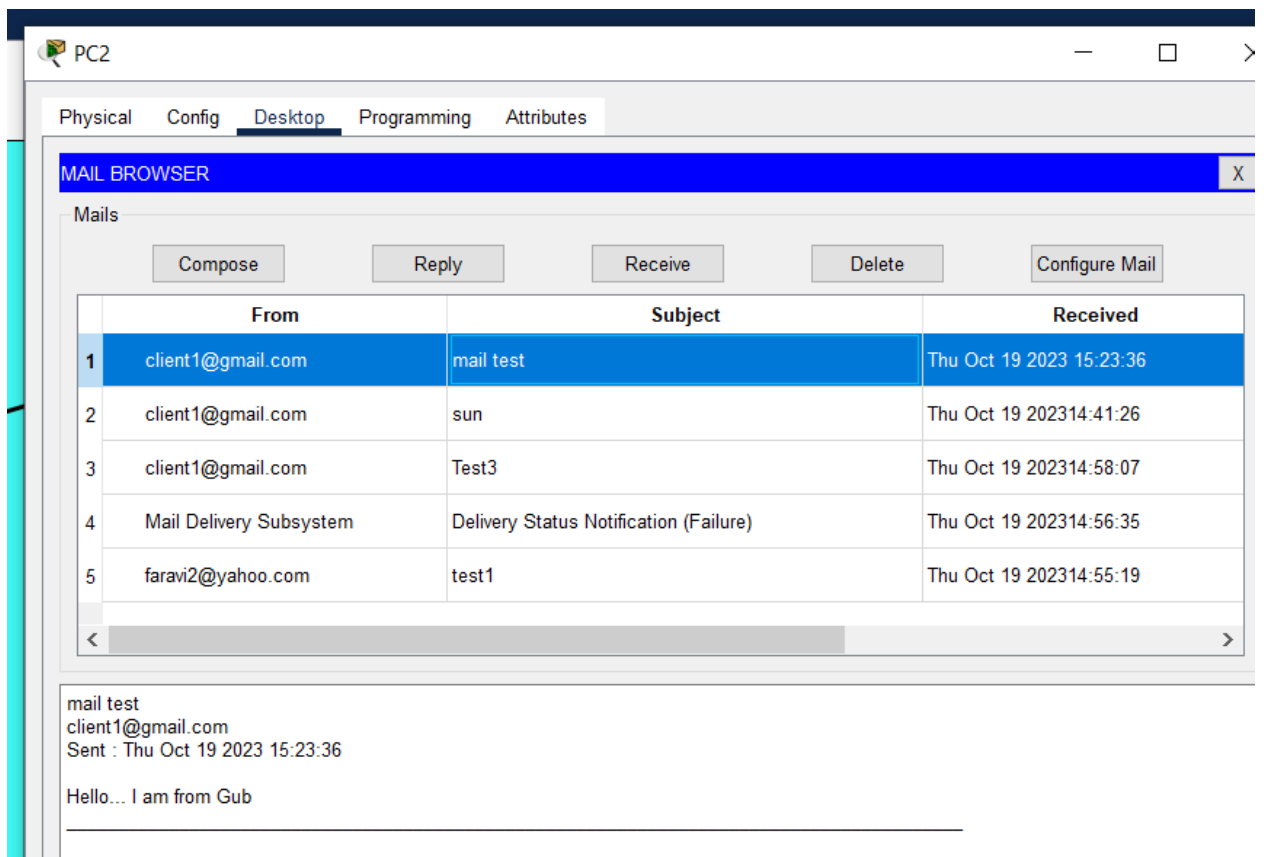 PC2
Physical Config Desktop Programming Attributes
MAIL BROWSER X
Mails
Compose Reply Receive Delete Configure Mail
From Subject Received
1 client1@gmail.com mail test Thu Oct 19 2023 15:23:36
2 client1@gmail.com sun Thu Oct 19 202314:41:26
3 client1@gmail.com Test3 Thu Oct 19 202314:58:07
4 Mail Delivery Subsystem Delivery Status Notification (Failure) Thu Oct 19 202314:56:35
5 faravi2@yahoo.com test1 Thu Oct 19 202314:55:19
mail test
client1@gmail.com
Sent : Thu Oct 19 2023 15:23:36
Hello... I am from Gub